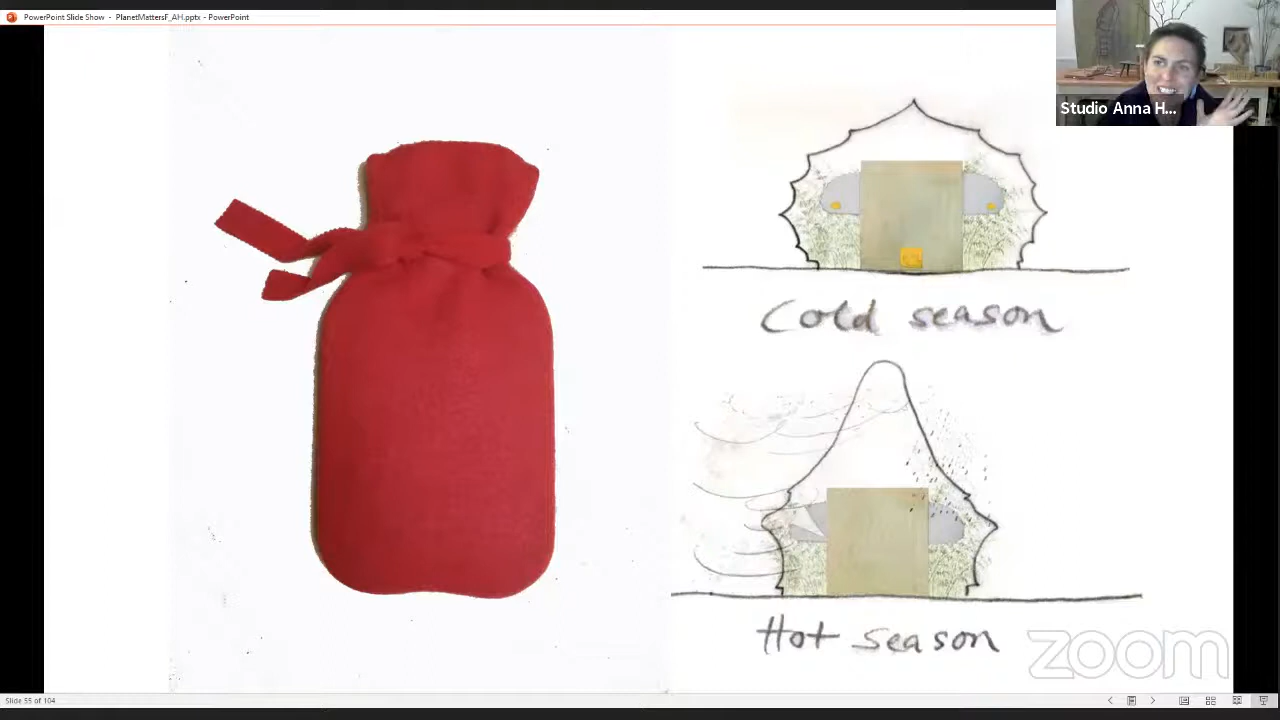 PowerPoint Slide Show - PlanetMattersF_AH.pptx - PowerPoint
Studio Anna H...
Cold season
Hot season
zoom
Slide 55 of 104